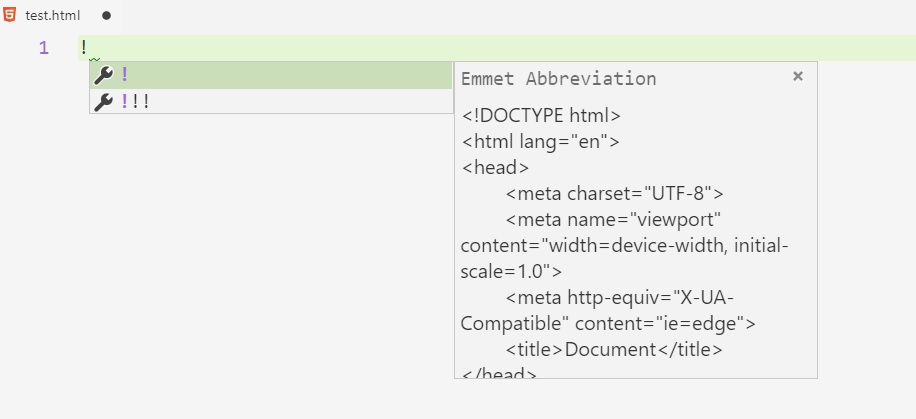 test.html
1 !
!
!!!
Emmet Abbreviation ×
<!DOCTYPE html>
<html lang="en">
<head>
<meta charset="UTF-8">
<meta name="viewport"
content="width=device-width, initial-
scale=1.0">
<meta http-equiv="X-UA-
Compatible" content="ie=edge">
<title>Document</title>
</head>